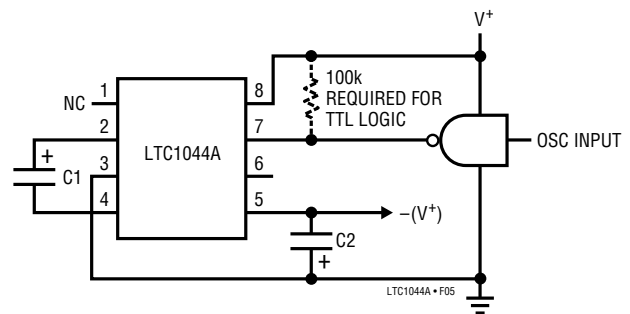 V+
100k
REQUIRED FOR
TTL LOGIC
NC
1
8
2
7
OSC INPUT
+
C1
LTC1044A
3
6
4
5
–(V+)
C2
+
LTC1044A • F05